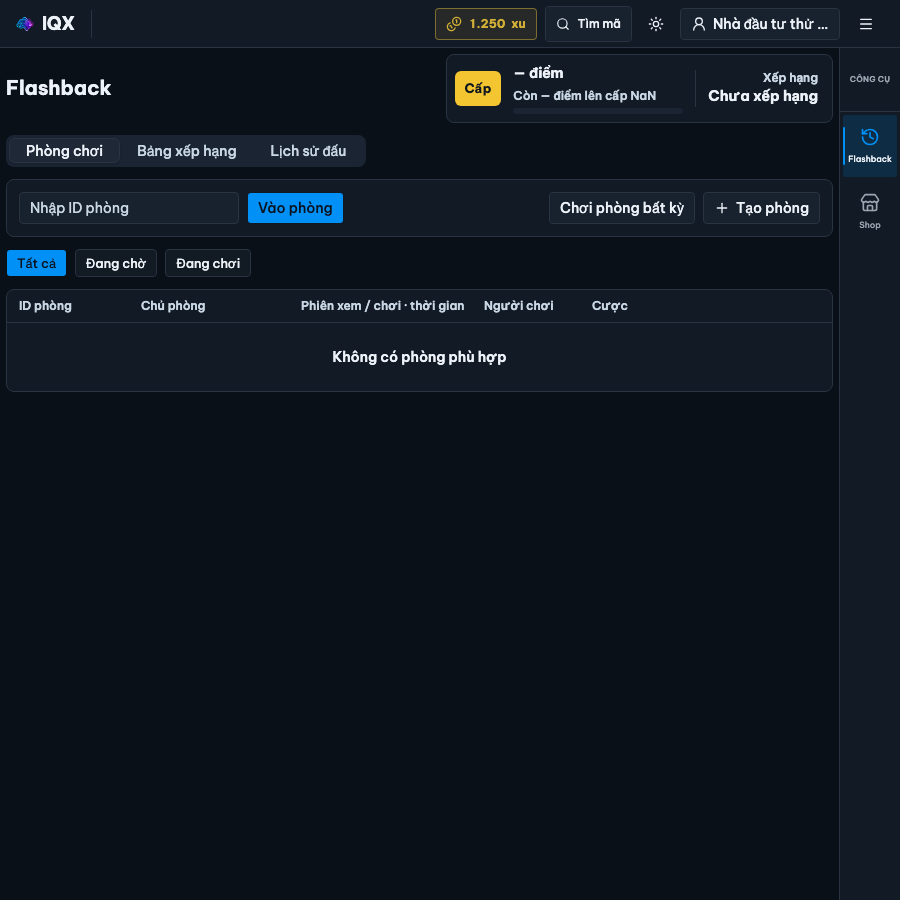 IQX
1.250 xu
Tìm mã
Nhà đầu tư thử ...
Flashback
Cấp
— điểm
Còn — điểm lên cấp NaN
Xếp hạng
Chưa xếp hạng
CÔNG CỤ
Flashback
Shop
Phòng chơi
Bảng xếp hạng
Lịch sử đấu
Nhập ID phòng
Vào phòng
Chơi phòng bất kỳ
+ Tạo phòng
Tất cả
Đang chờ
Đang chơi
ID phòng
Chủ phòng
Phiên xem / chơi · thời gian
Người chơi
Cược
Không có phòng phù hợp